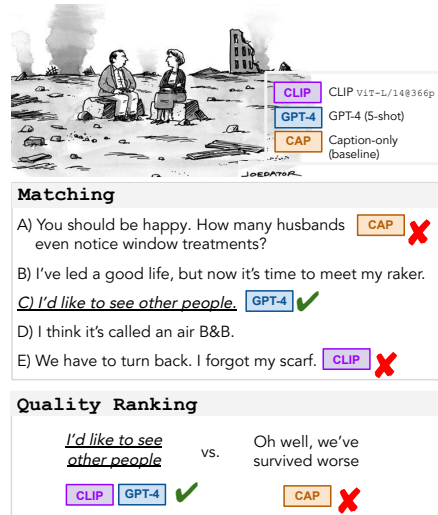 CLIP CLIP ViT-L/14@366p
GPT-4 GPT-4 (5-shot)
CAP Caption-only
(baseline)
JOEDATOR
Matching
A) You should be happy. How many husbands CAP
even notice window treatments?
B) I've led a good life, but now it's time to meet my raker.
C) I'd like to see other people. GPT-4
D) I think it's called an air B&B.
E) We have to turn back. I forgot my scarf. CLIP
Quality Ranking
I'd like to see
other people
vs.
Oh well, we've
survived worse
CLIP GPT-4 CAP